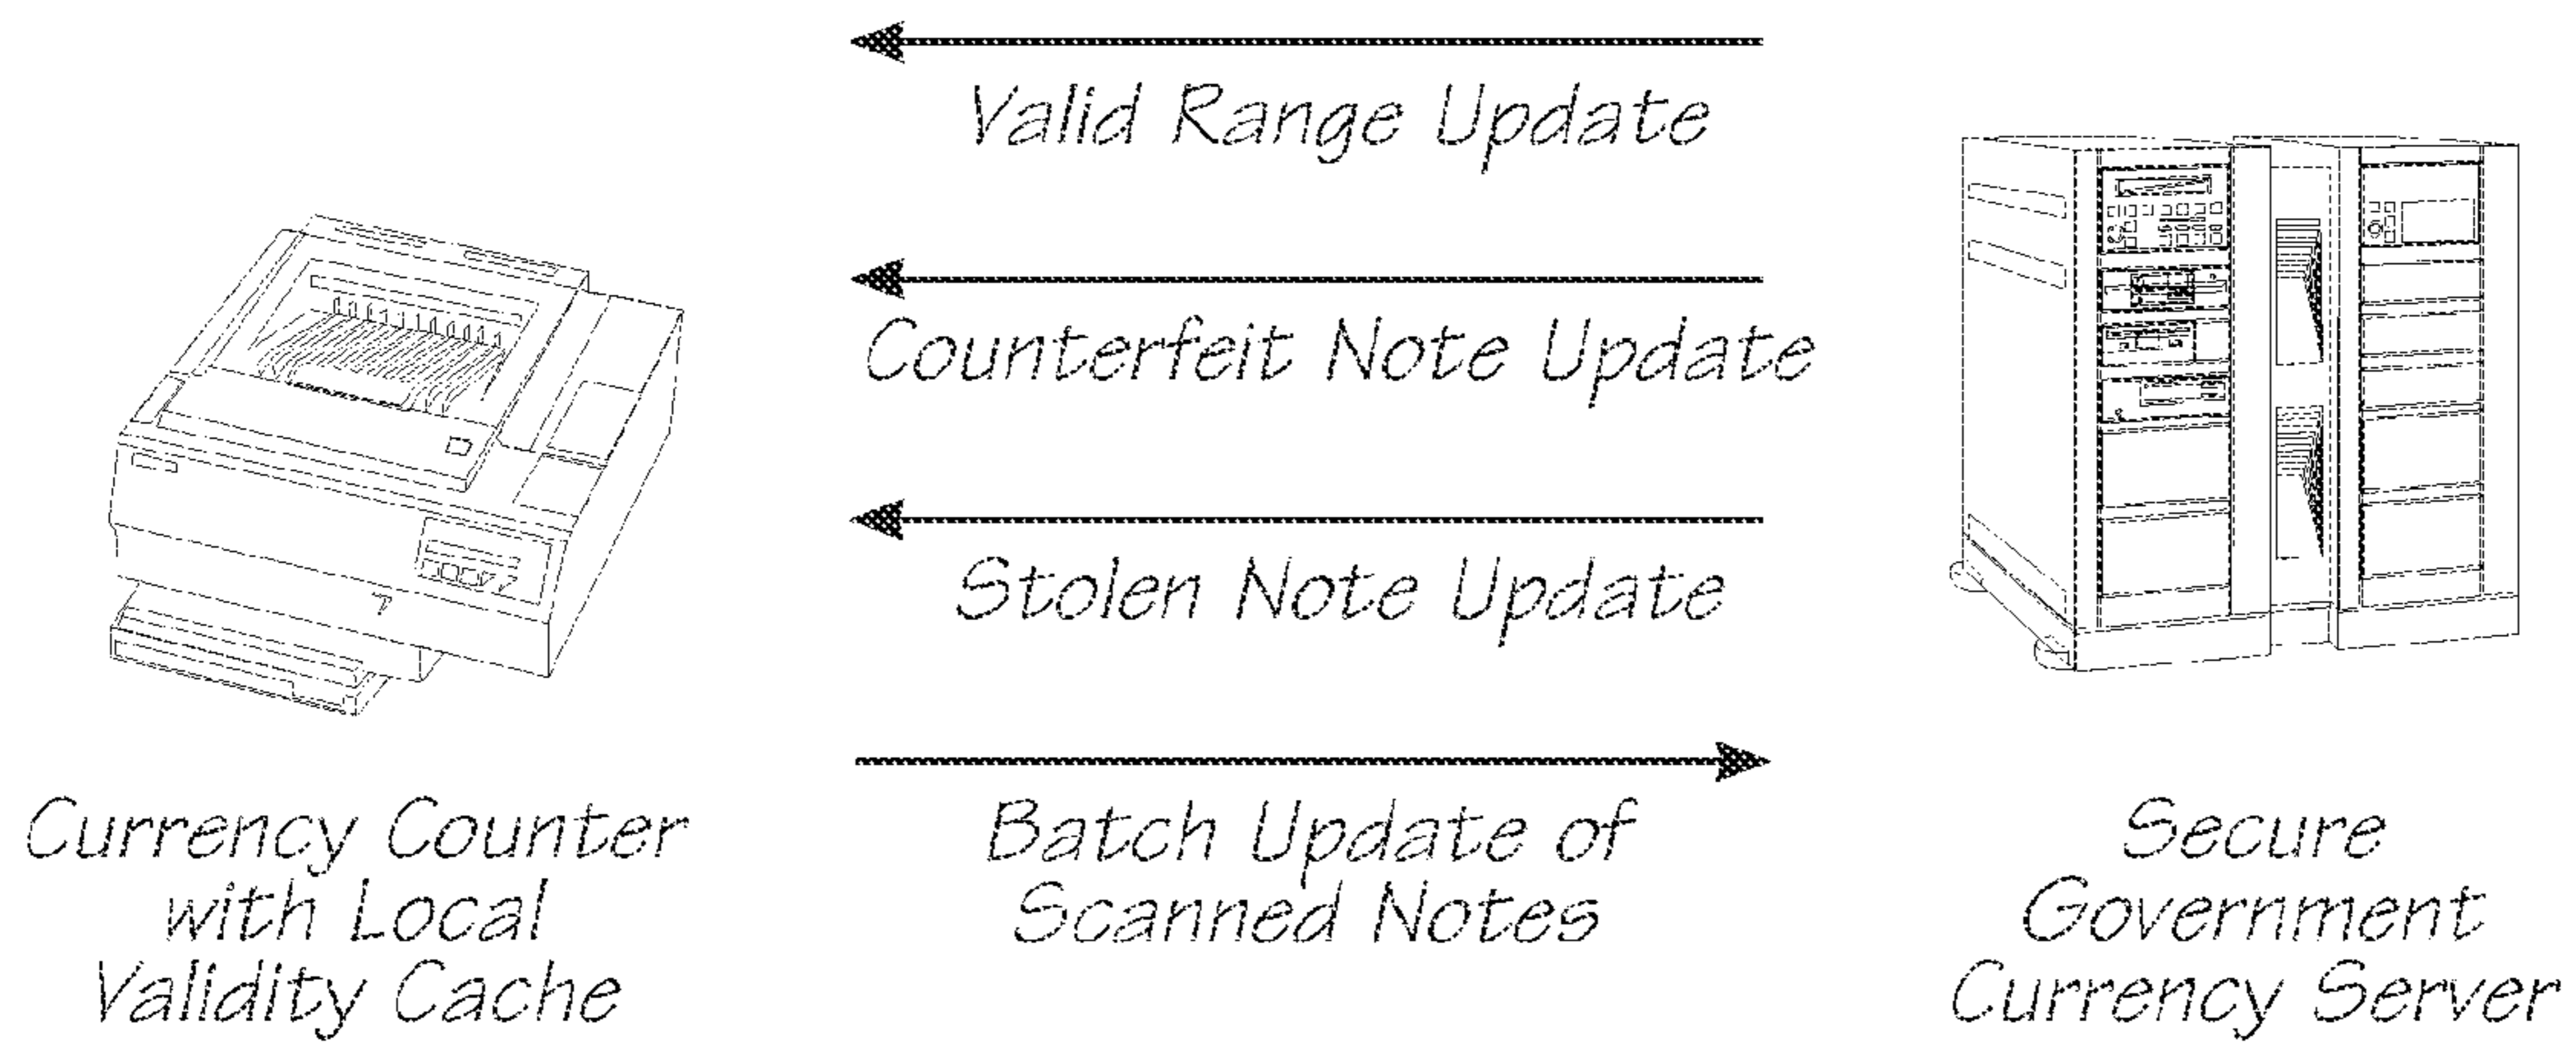 Valid Range Update
Counterfeit Note Update
Stolen Note Update
Batch Update of
Scanned Notes
Currency Counter
with Local
Validity Cache
Secure
Government
Currency Server